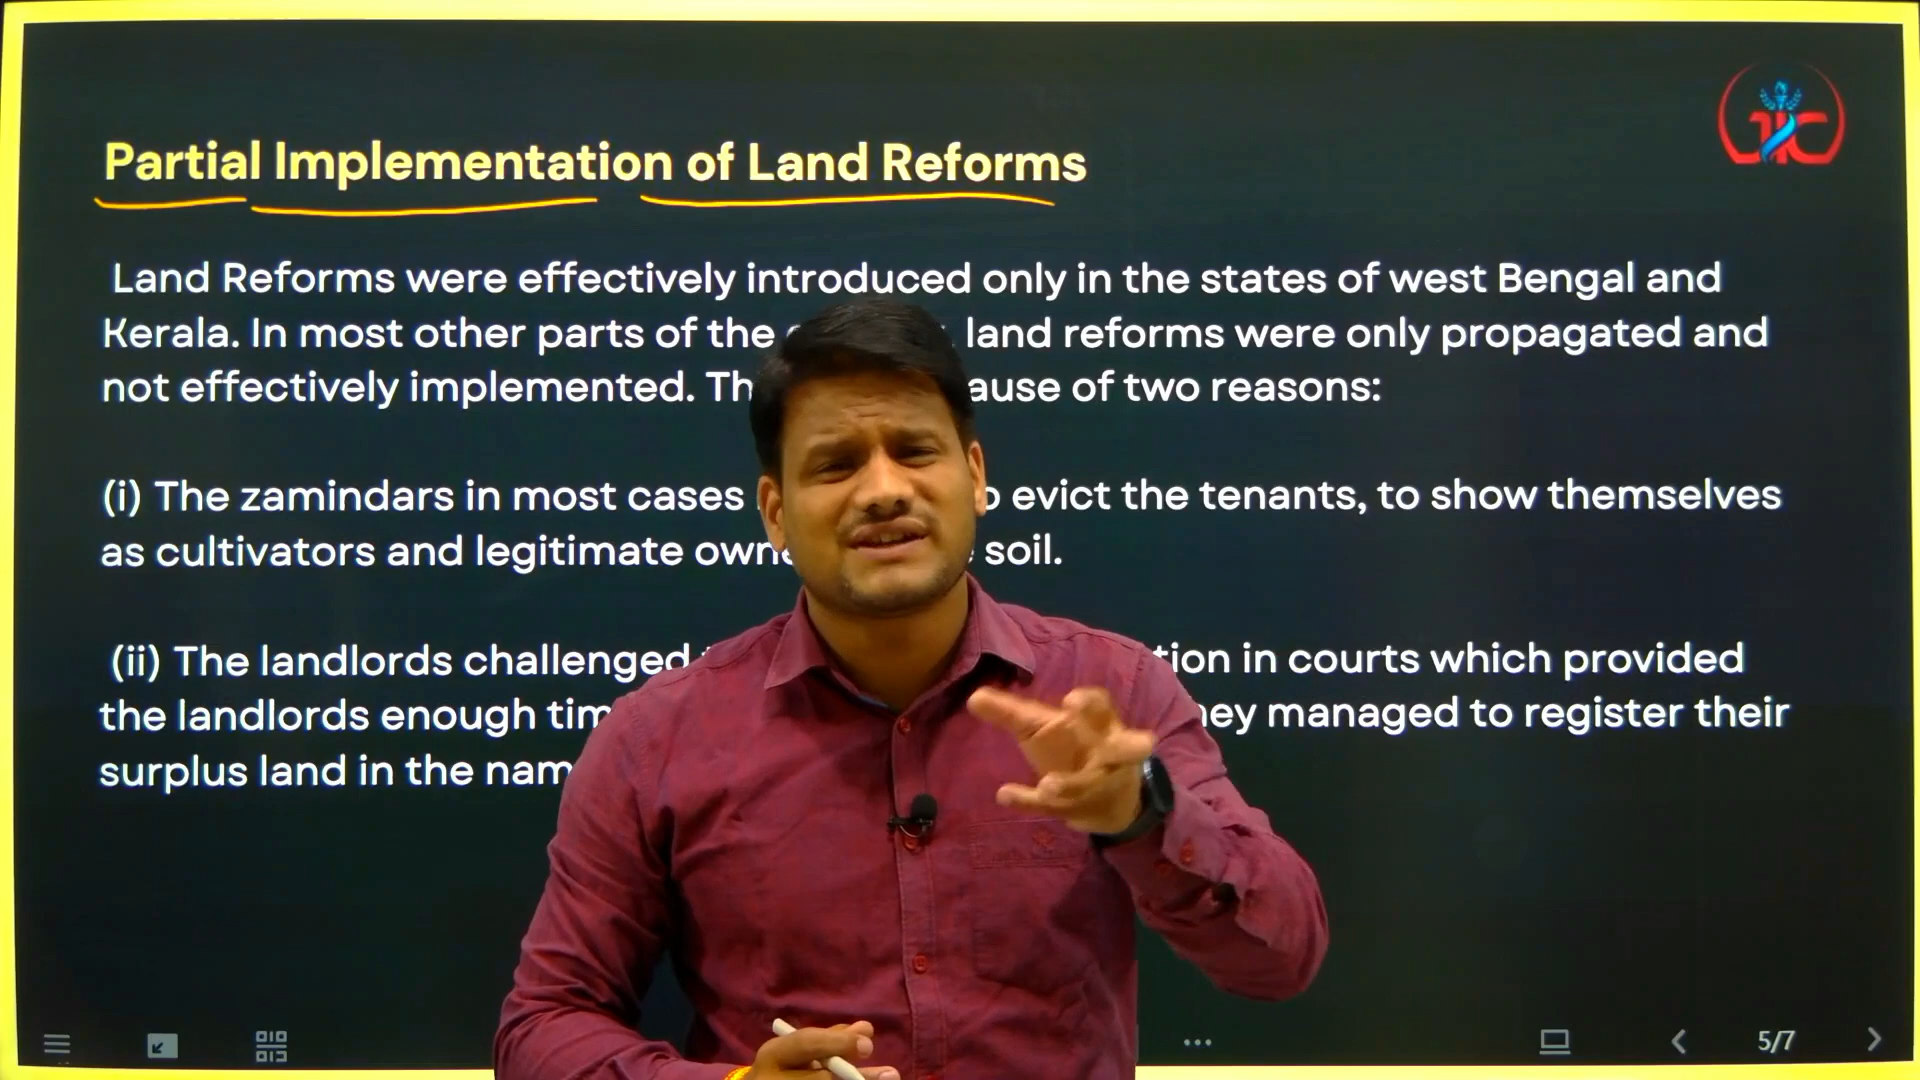 Partial Implementation of Land Reforms
Land Reforms were effectively introduced only in the states of west Bengal and
Kerala. In most other parts of the land reforms were only propagated and
not effectively implemented. of two reasons:
(i) The zamindars in most cases evict the tenants, to show themselves
as cultivators and legitimate soil.
(ii) The landlords challenged in courts which provided
the landlords enough managed to register their
surplus land in the
5/7